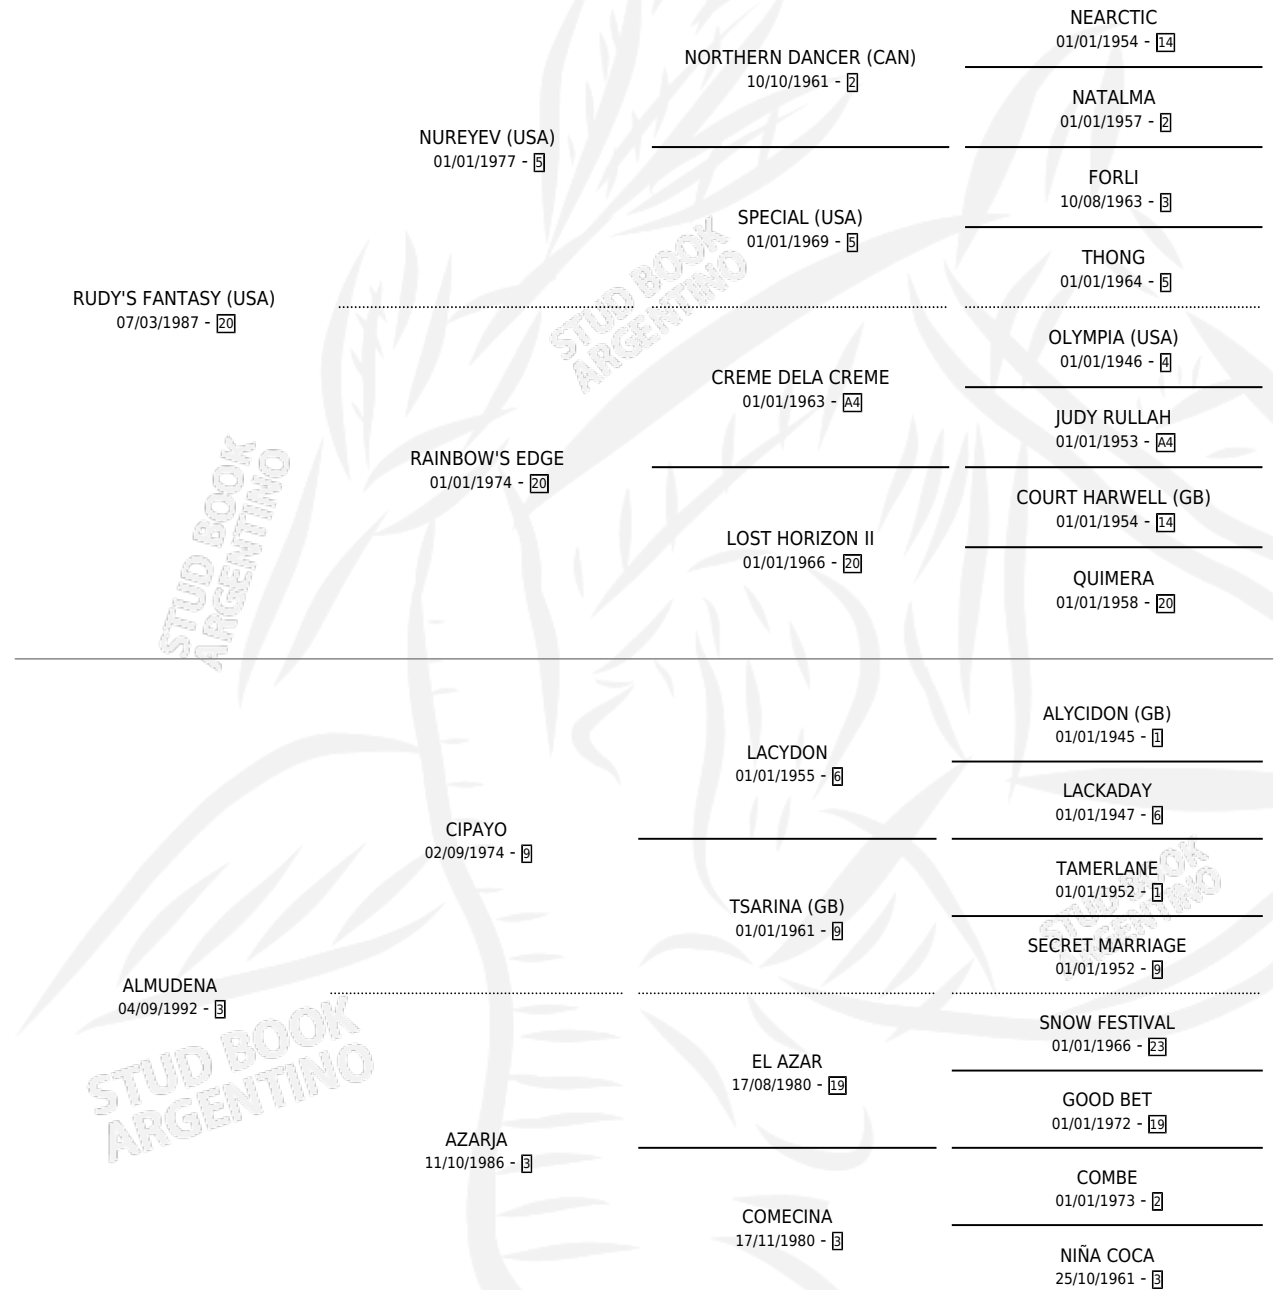 NEARCTIC
01/01/1954 - 14
NORTHERN DANCER (CAN)
10/10/1961 - 2
NATALMA
01/01/1957 - 2
NUREYEV (USA)
01/01/1977 - 5
FORLI
10/08/1963 - 3
SPECIAL (USA)
01/01/1969 - 5
THONG
01/01/1964 - 5
RUDY'S FANTASY (USA)
07/03/1987 - 20
OLYMPIA (USA)
01/01/1946 - 4
CREME DELA CREME
01/01/1963 - A4
JUDY RULLAH
01/01/1953 - A4
RAINBOW'S EDGE
01/01/1974 - 20
COURT HARWELL (GB)
01/01/1954 - 14
LOST HORIZON II
01/01/1966 - 20
QUIMERA
01/01/1958 - 20
STUD BOOK
ARGENTINO
STUD BOOK
ARGENTINO
ALYCIDON (GB)
01/01/1945 - 1
LACYDON
01/01/1955 - 6
LACKADAY
01/01/1947 - 6
CIPAYO
02/09/1974 - 9
TAMERLANE
01/01/1952 - 1
TSARINA (GB)
01/01/1961 - 9
SECRET MARRIAGE
01/01/1952 - 9
ALMUDENA
04/09/1992 - 3
SNOW FESTIVAL
01/01/1966 - 23
EL AZAR
17/08/1980 - 19
GOOD BET
01/01/1972 - 19
AZARJA
11/10/1986 - 3
COMBE
01/01/1973 - 2
COMECINA
17/11/1980 - 3
NIÑA COCA
25/10/1961 - 3
STUD BOOK
ARGENTINO
STUD BOOK
ARGENTINO